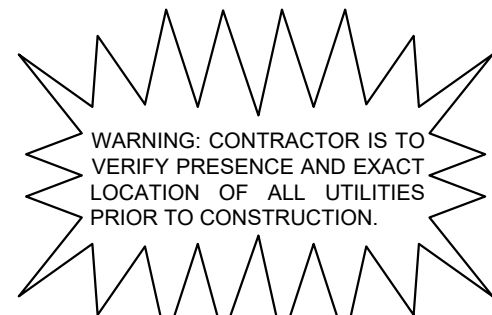 WARNING: CONTRACTOR IS TO
VERIFY PRESENCE AND EXACT
LOCATION OF ALL UTILITIES
PRIOR TO CONSTRUCTION.